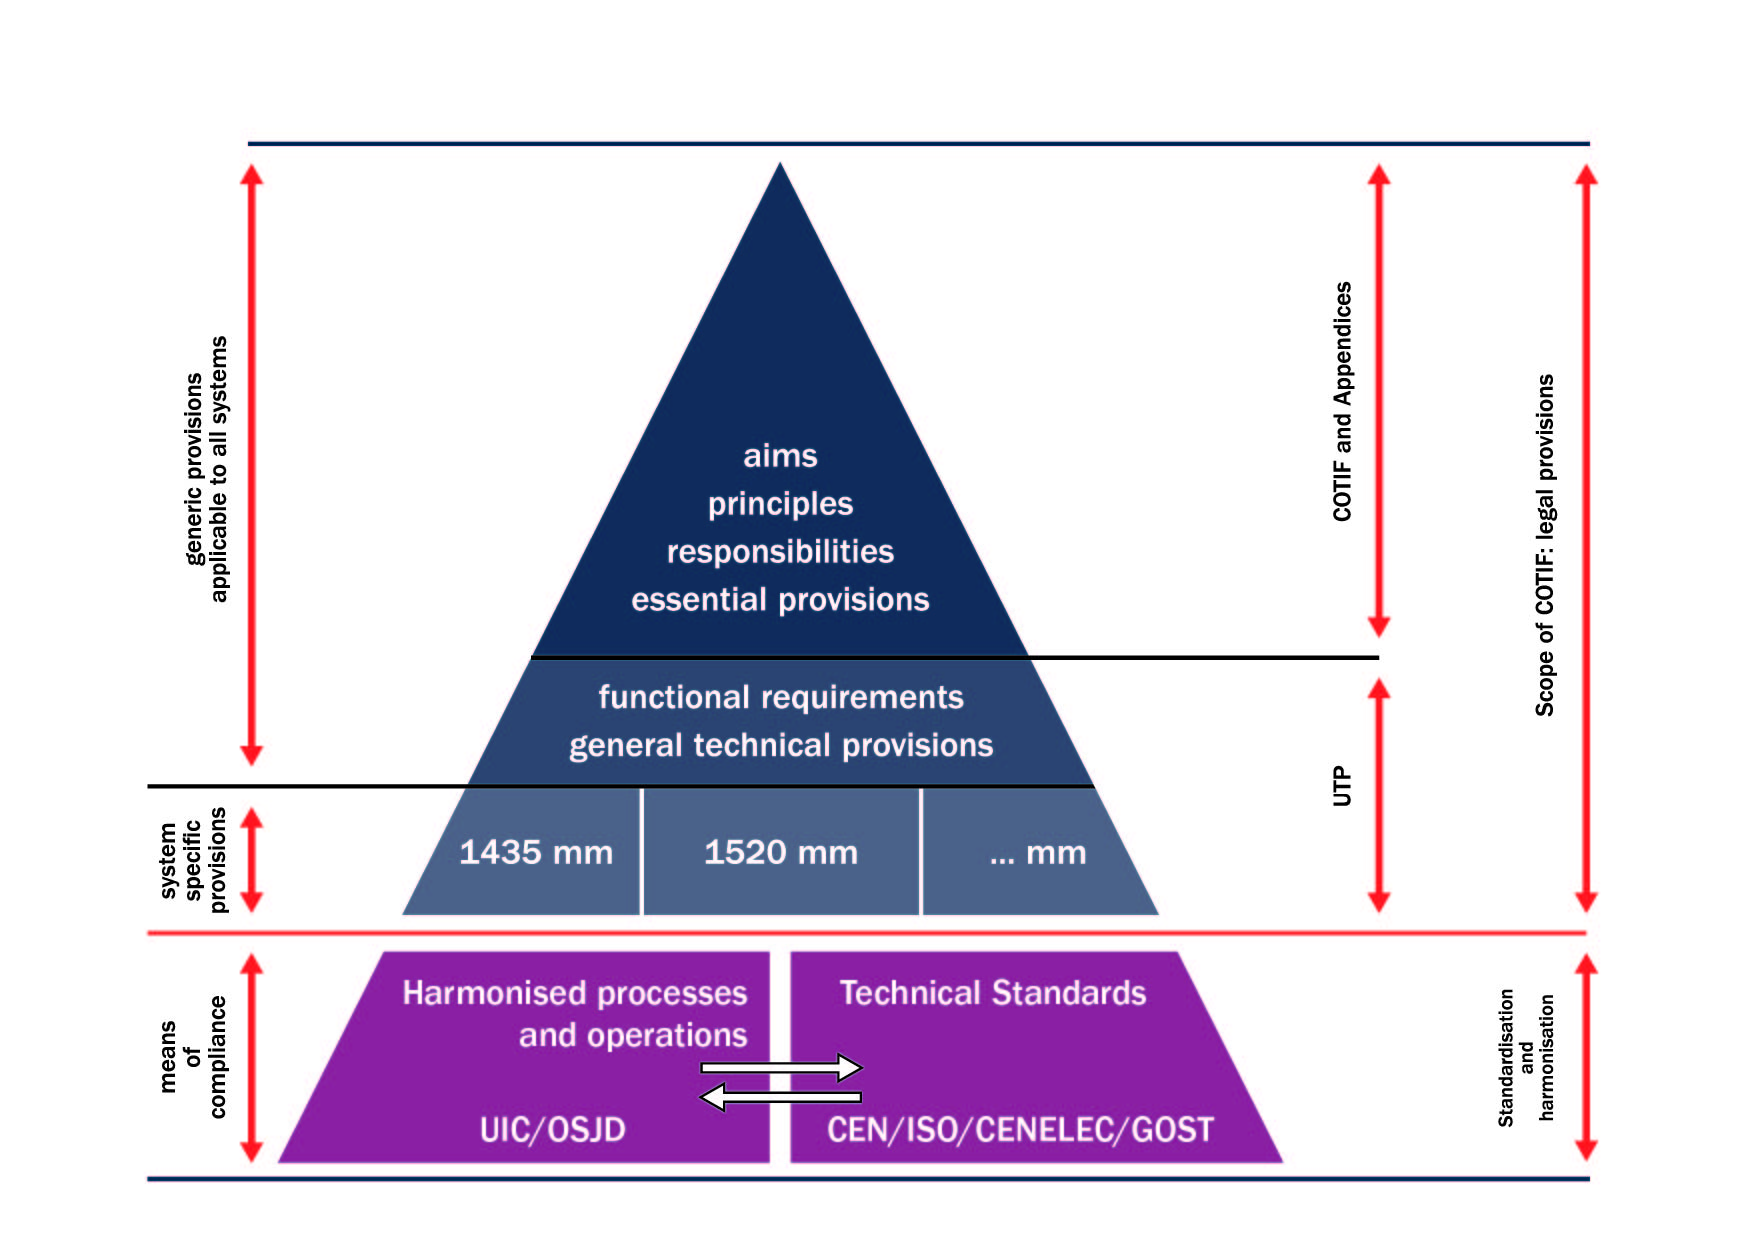 generic provisions
applicable to all systems
aims
principles
responsibilities
essential provisions
COTIF and Appendices
Scope of COTIF: legal provisions
functional requirements
general technical provisions
UTP
system
specific
provisions
1435 mm
1520 mm
... mm
means
of
compliance
Harmonised processes
and operations
UIC/OSJD
Technical Standards
CEN/ISO/CENELEC/GOST
Standardisation
and
harmonisation